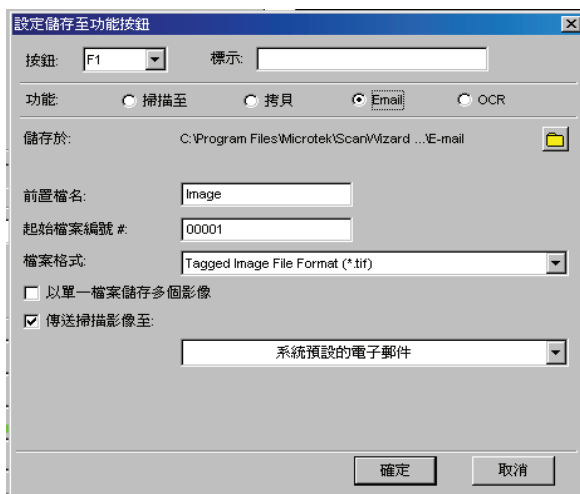 設定儲存至功能按鈕
按鈕: F1 標示:
功能: 掃描至 拷貝 Email OCR
儲存於: C:\Program Files\Microtek\ScanWizard ...\E-mail
前置檔名: Image
起始檔案編號 #: 00001
檔案格式: Tagged Image File Format (*.tif)
以單一檔案儲存多個影像
傳送掃描影像至:
系統預設的電子郵件
確定 取消